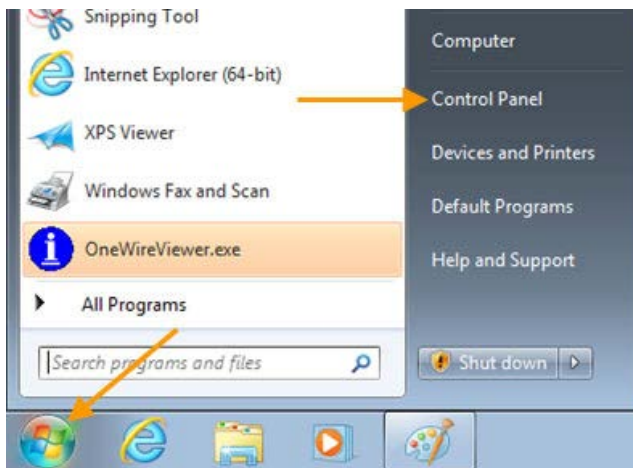 Snipping Tool
Internet Explorer (64-bit)
XPS Viewer
Windows Fax and Scan
OneWireViewer.exe
All Programs
Search programs and files
Computer
Control Panel
Devices and Printers
Default Programs
Help and Support
Shut down